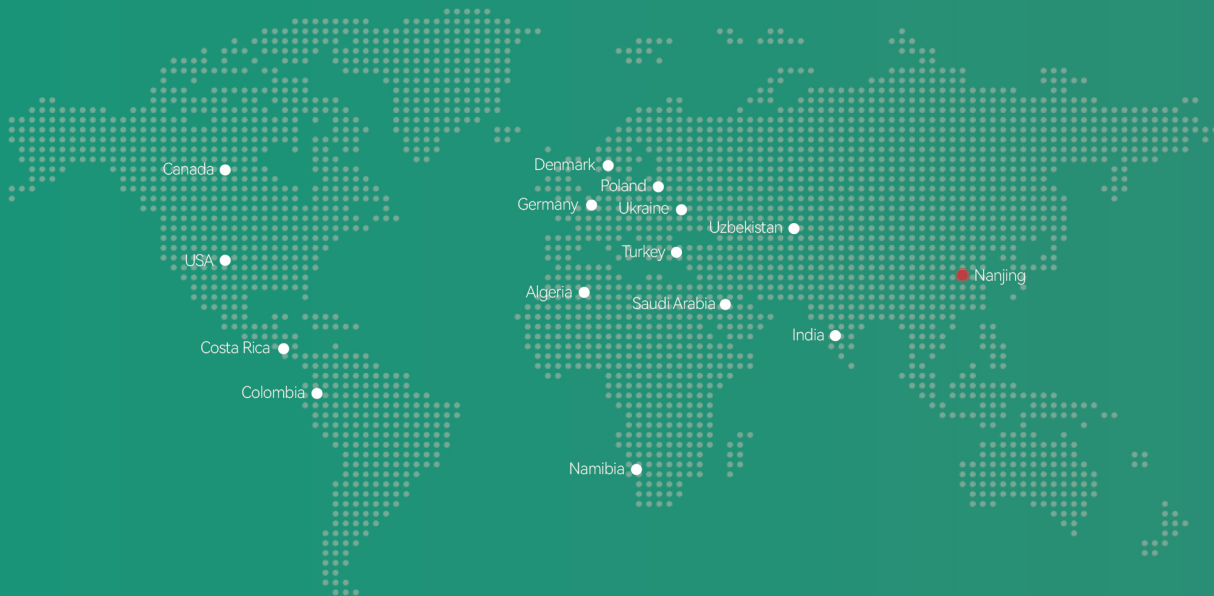 Denmark
Canada
Poland
Germany
Ukraine
Uzbekistan
Turkey
USA
Nanjing
Algeria
Saudi Arabia
India
Costa Rica
Colombia
Namibia